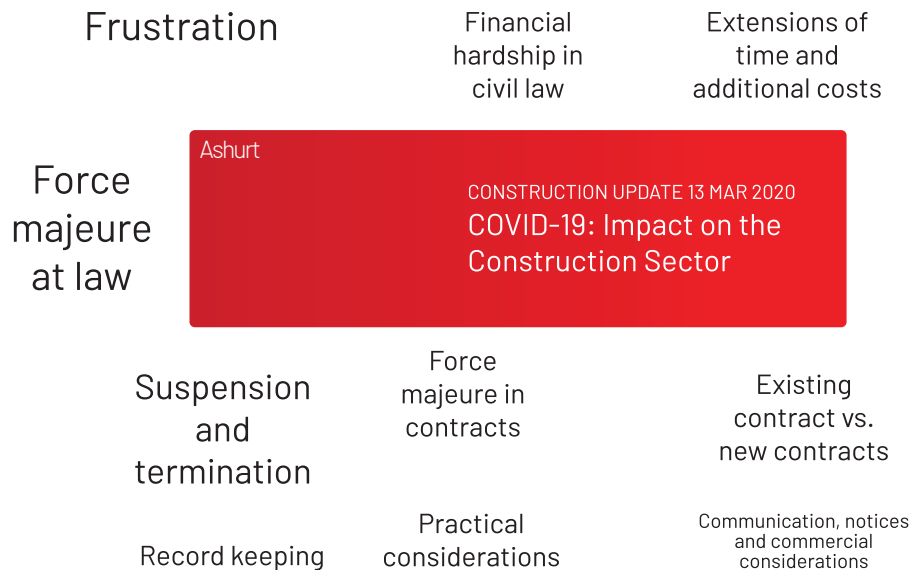 Frustration
Financial
hardship in
civil law
Extensions of
time and
additional costs
Force
majeure
at law
Ashurt
CONSTRUCTION UPDATE 13 MAR 2020
COVID-19: Impact on the
Construction Sector
Suspension
and
termination
Force
majeure in
contracts
Existing
contract vs.
new contracts
Record keeping
Practical
considerations
Communication, notices
and commercial
considerations